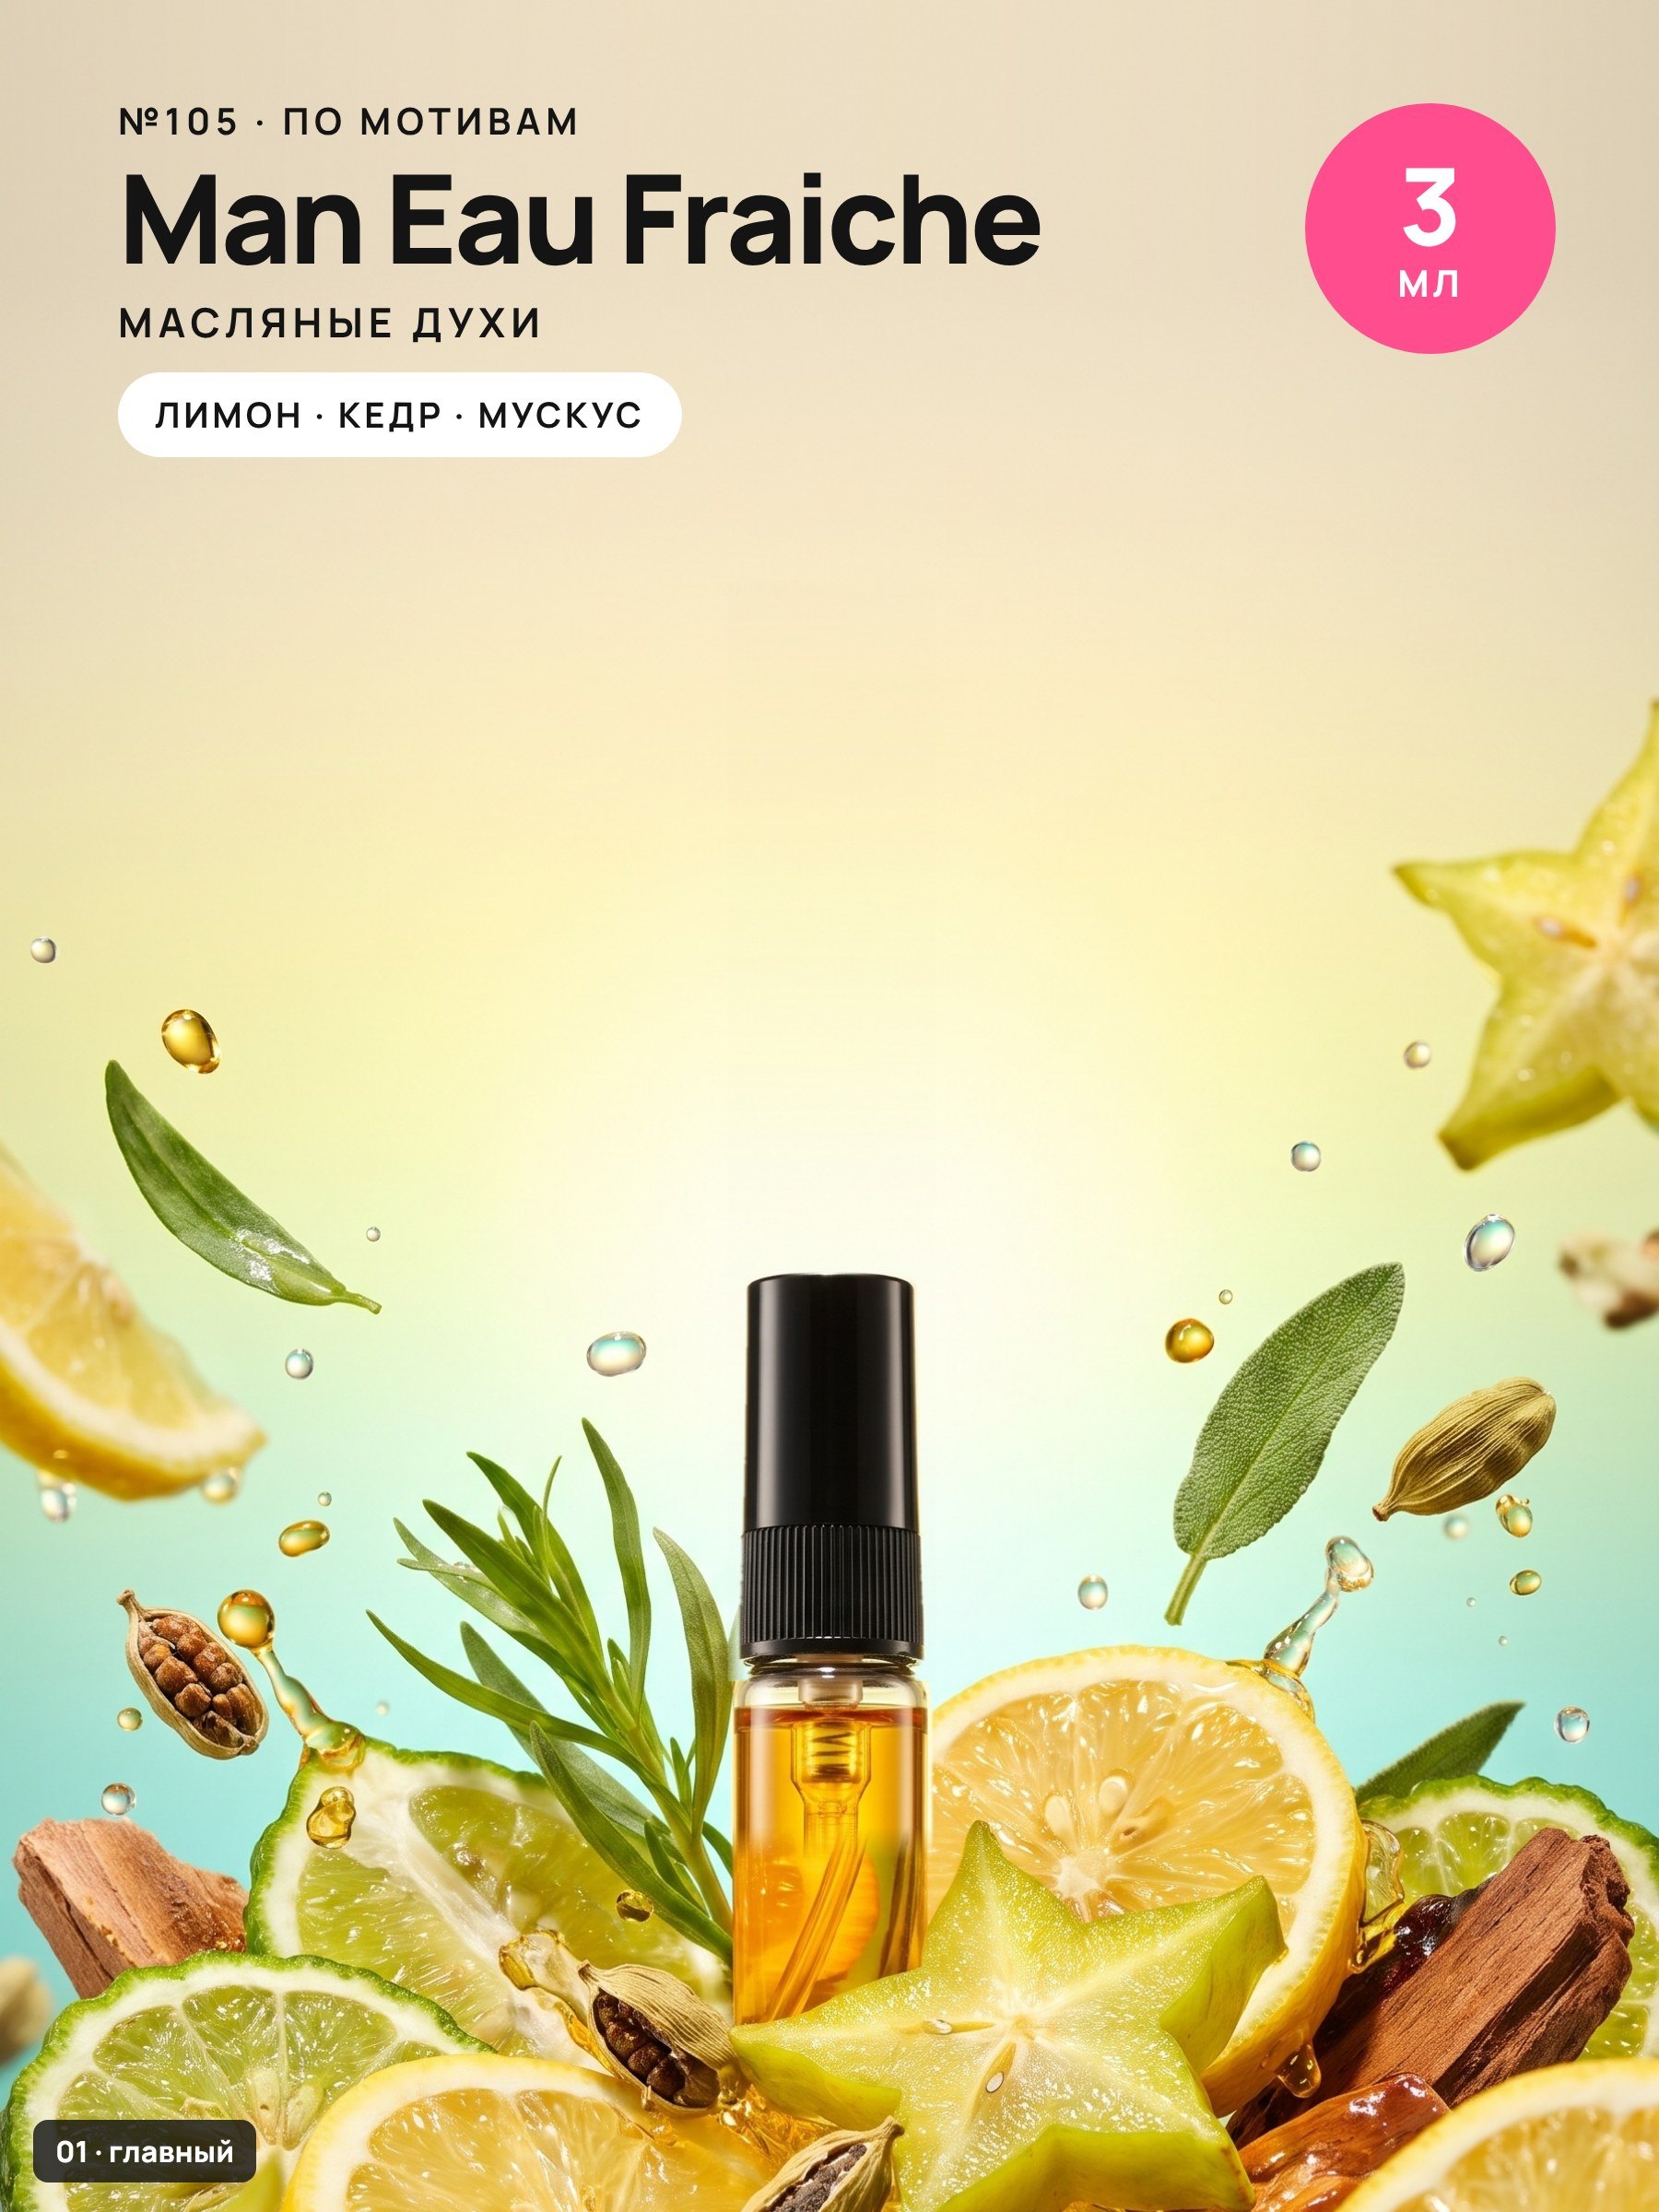 №105 · ПО МОТИВАМ
Man Eau Fraiche
МАСЛЯНЫЕ ДУХИ
ЛИМОН · КЕДР · МУСКУС
3
МЛ
01 · главный